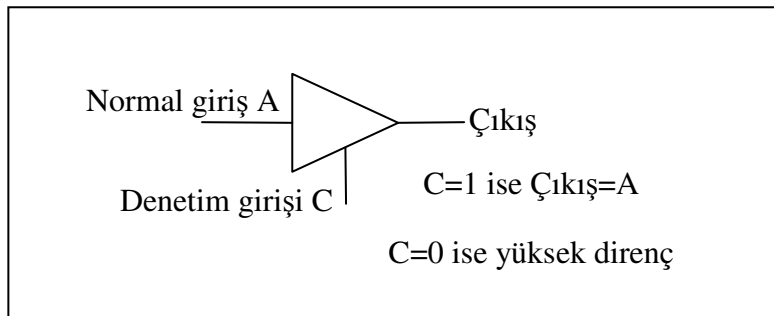 Normal giriş A
Çıkış
C=1 ise Çıkış=A
Denetim girişi C
C=0 ise yüksek direnç